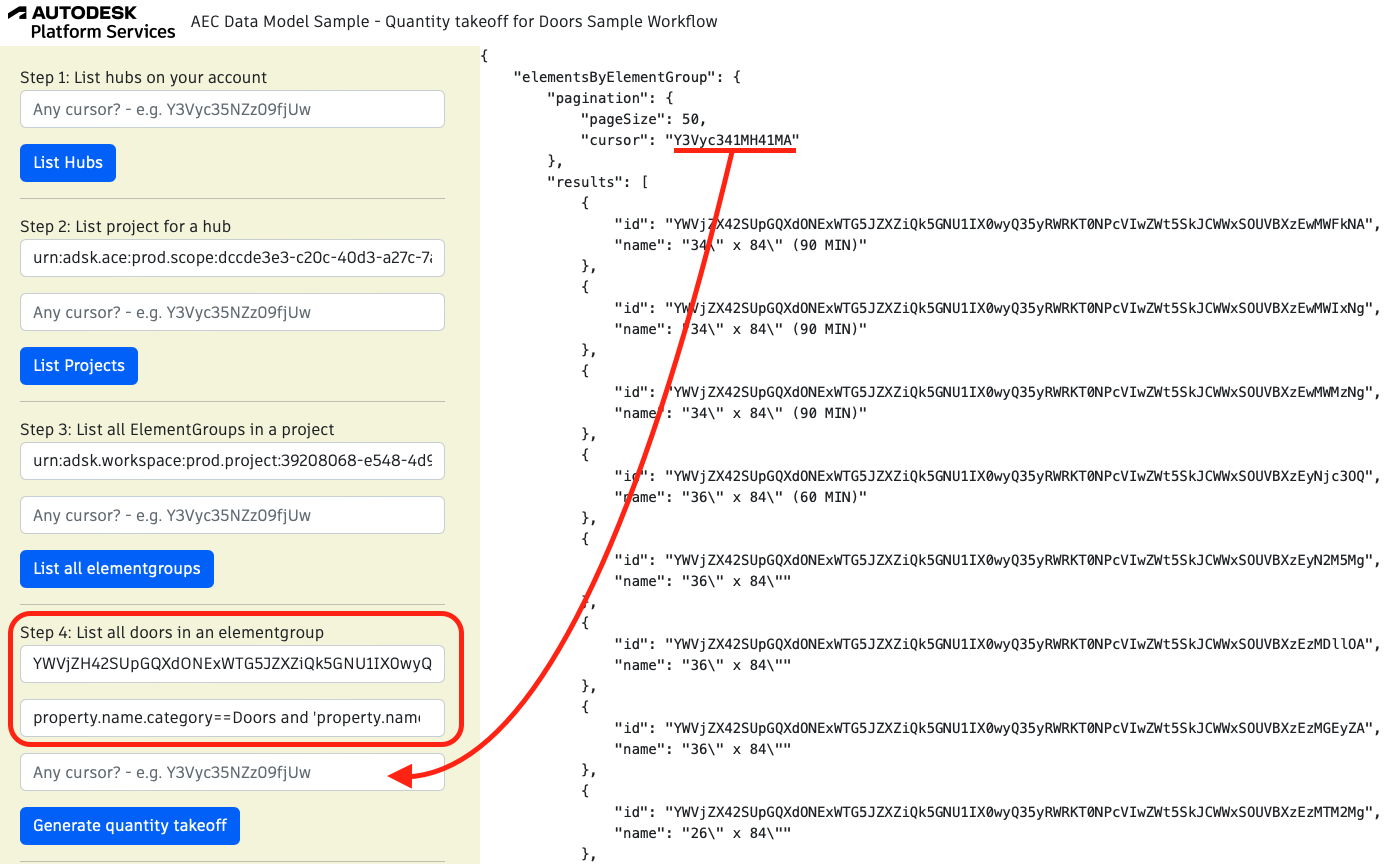 AUTODESK
Platform Services
AEC Data Model Sample - Quantity takeoff for Doors Sample Workflow
Step 1: List hubs on your account
Any cursor? - e.g. Y3Vyc35NZzO9fjUw
List Hubs
Step 2: List project for a hub
urn:adsk.ace:prod.scope:dccde3e3-c20c-40d3-a27c-7a
Any cursor? - e.g. Y3Vyc35NZzO9fjUw
List Projects
Step 3: List all ElementGroups in a project
urn:adsk.workspace:prod.project:39208068-e548-4d9
Any cursor? - e.g. Y3Vyc35NZzO9fjUw
List all elementgroups
Step 4: List all doors in an elementgroup
YWVjZH42SUpGQXdONExWTG5JZXZiQk5GNU1IX0wyQ
property.name.category==Doors and 'property.name
Any cursor? - e.g. Y3Vyc35NZzO9fjUw
Generate quantity takeoff
{
"elementsByElementGroup": {
"pagination": {
"pageSize": 50,
"cursor": "Y3Vyc341MH41MA"
},
"results": [
{
"id": "YWVjZX42SUpGQXdONExWTG5JZXZiQk5GNU1IX0wyQ35yRWRKT0NPcVIwZWt5SkJCWWxSOUVBXzEwMWFkNA",
"name": "34\" x 84\" (90 MIN)"
},
{
"id": "YWVjZX42SUpGQXdONExWTG5JZXZiQk5GNU1IX0wyQ35yRWRKT0NPcVIwZWt5SkJCWWxSOUVBXzEwMWIxNg",
"name": "34\" x 84\" (90 MIN)"
},
{
"id": "YWVjZX42SUpGQXdONExWTG5JZXZiQk5GNU1IX0wyQ35yRWRKT0NPcVIwZWt5SkJCWWxSOUVBXzEwMWMzNg",
"name": "34\" x 84\" (90 MIN)"
},
{
"id": "YWVjZX42SUpGQXdONExWTG5JZXZiQk5GNU1IX0wyQ35yRWRKT0NPcVIwZWt5SkJCWWxSOUVBXzEyNjc3OQ",
"name": "36\" x 84\" (60 MIN)"
},
{
"id": "YWVjZX42SUpGQXdONExWTG5JZXZiQk5GNU1IX0wyQ35yRWRKT0NPcVIwZWt5SkJCWWxSOUVBXzEyN2M5Mg",
"name": "36\" x 84\""
},
{
"id": "YWVjZX42SUpGQXdONExWTG5JZXZiQk5GNU1IX0wyQ35yRWRKT0NPcVIwZWt5SkJCWWxSOUVBXzEzMDllOA",
"name": "36\" x 84\""
},
{
"id": "YWVjZX42SUpGQXdONExWTG5JZXZiQk5GNU1IX0wyQ35yRWRKT0NPcVIwZWt5SkJCWWxSOUVBXzEzMGEyZA",
"name": "36\" x 84\""
},
{
"id": "YWVjZX42SUpGQXdONExWTG5JZXZiQk5GNU1IX0wyQ35yRWRKT0NPcVIwZWt5SkJCWWxSOUVBXzEzMTM2Mg",
"name": "26\" x 84\""
},